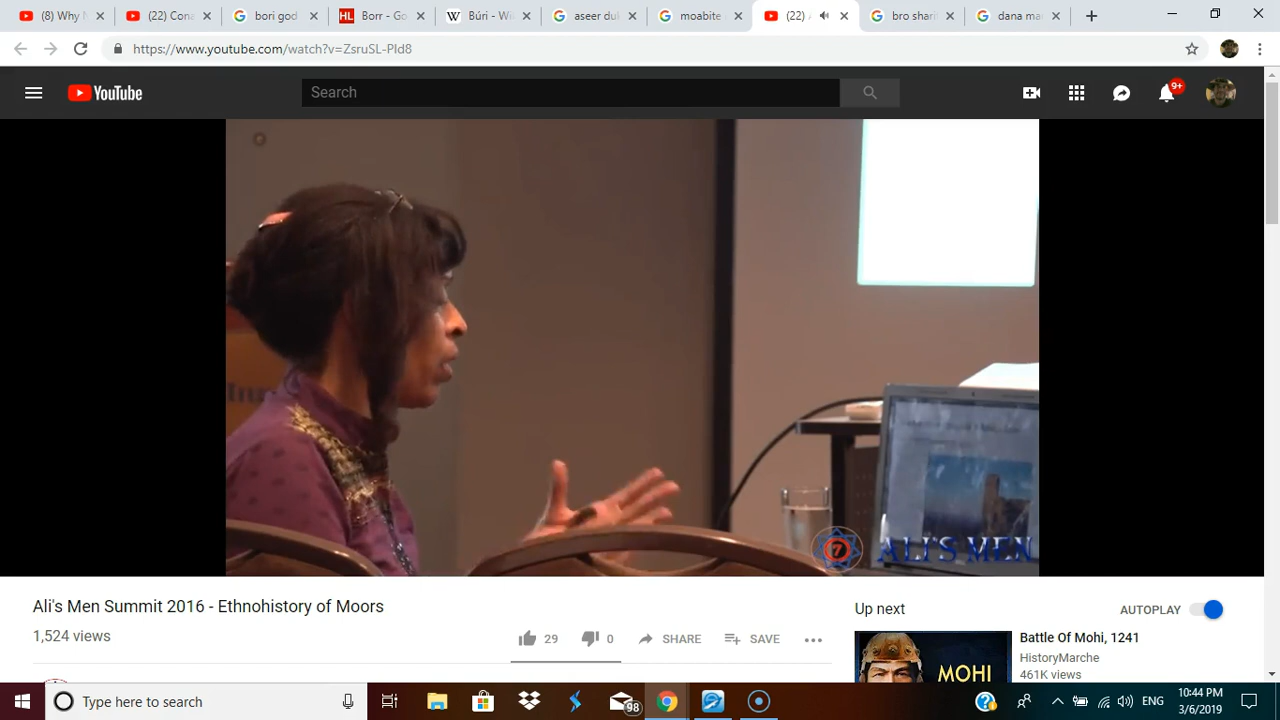 (8) Why I
(22) Cona
bori god
Borr - Go
Búri - Wi
aseer dul
moabite
(22) A
bro shari
dana ma
https://www.youtube.com/watch?v=ZsruSL-PId8
YouTube
Search
9+
7 ALI'S MEN
Ali's Men Summit 2016 - Ethnohistory of Moors
1,524 views
29 0 SHARE SAVE
Up next
AUTOPLAY
MOHI
Battle Of Mohi, 1241
HistoryMarche
461K views
Type here to search
98
ENG
10:44 PM
3/6/2019